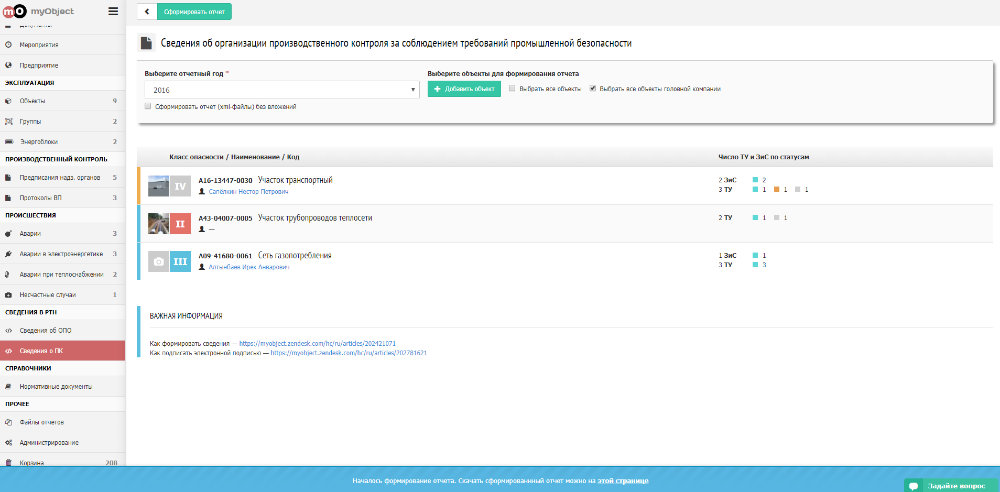 mO myObject
Документы
Мероприятия
Предприятие
ЭКСПЛУАТАЦИЯ
Объекты 9
Группы 2
Энергоблоки 2
ПРОИЗВОДСТВЕННЫЙ КОНТРОЛЬ
Предписания надз. органов 5
Протоколы ВП 3
ПРОИСШЕСТВИЯ
Аварии 3
Аварии в электроэнергетике 3
Аварии при теплоснабжении 2
Несчастные случаи 1
СВЕДЕНИЯ В РТН
Сведения об ОПО
Сведения о ПК
СПРАВОЧНИКИ
Нормативные документы
ПРОЧЕЕ
Файлы отчетов
Администрирование
Корзина 208
Сформировать отчет
Сведения об организации производственного контроля за соблюдением требований промышленной безопасности
Выберите отчетный год *
2016
Сформировать отчет (xml-файлы) без вложений
Выберите объекты для формирования отчета
Добавить объект Выбрать все объекты Выбрать все объекты головной компании
Класс опасности / Наименование / Код Число ТУ и ЗиС по статусам
IV A16-13447-0030 Участок транспортный 2 ЗиС 2
Сапёлкин Нестор Петрович 3 ТУ 1 1 1
II A43-04007-0005 Участок трубопроводов теплосети 2 ТУ 1 1
—
III A09-41680-0061 Сеть газопотребления 1 ЗиС 1
Алтынбаев Ирек Анварович 3 ТУ 3
ВАЖНАЯ ИНФОРМАЦИЯ
Как формировать сведения — https://myobject.zendesk.com/hc/ru/articles/202421071
Как подписать электронной подписью — https://myobject.zendesk.com/hc/ru/articles/202781621
Началось формирование отчета. Скачать сформированнный отчет можно на этой странице
Задайте вопрос